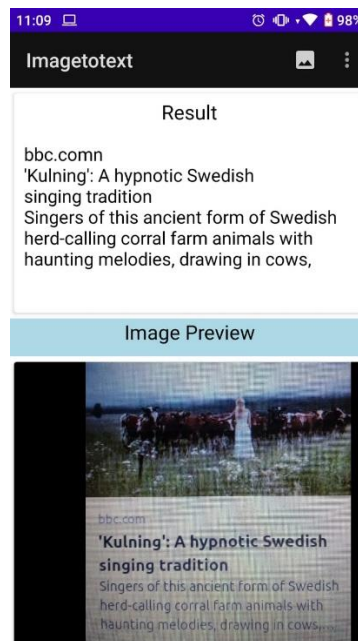 11:09 98%
Imagetotext
Result
bbc.comn
'Kulning': A hypnotic Swedish
singing tradition
Singers of this ancient form of Swedish
herd-calling corral farm animals with
haunting melodies, drawing in cows,
Image Preview
bbc.com
'Kulning': A hypnotic Swedish
singing tradition
Singers of this ancient form of Swedish
herd-calling corral farm animals with
haunting melodies, drawing in cows,